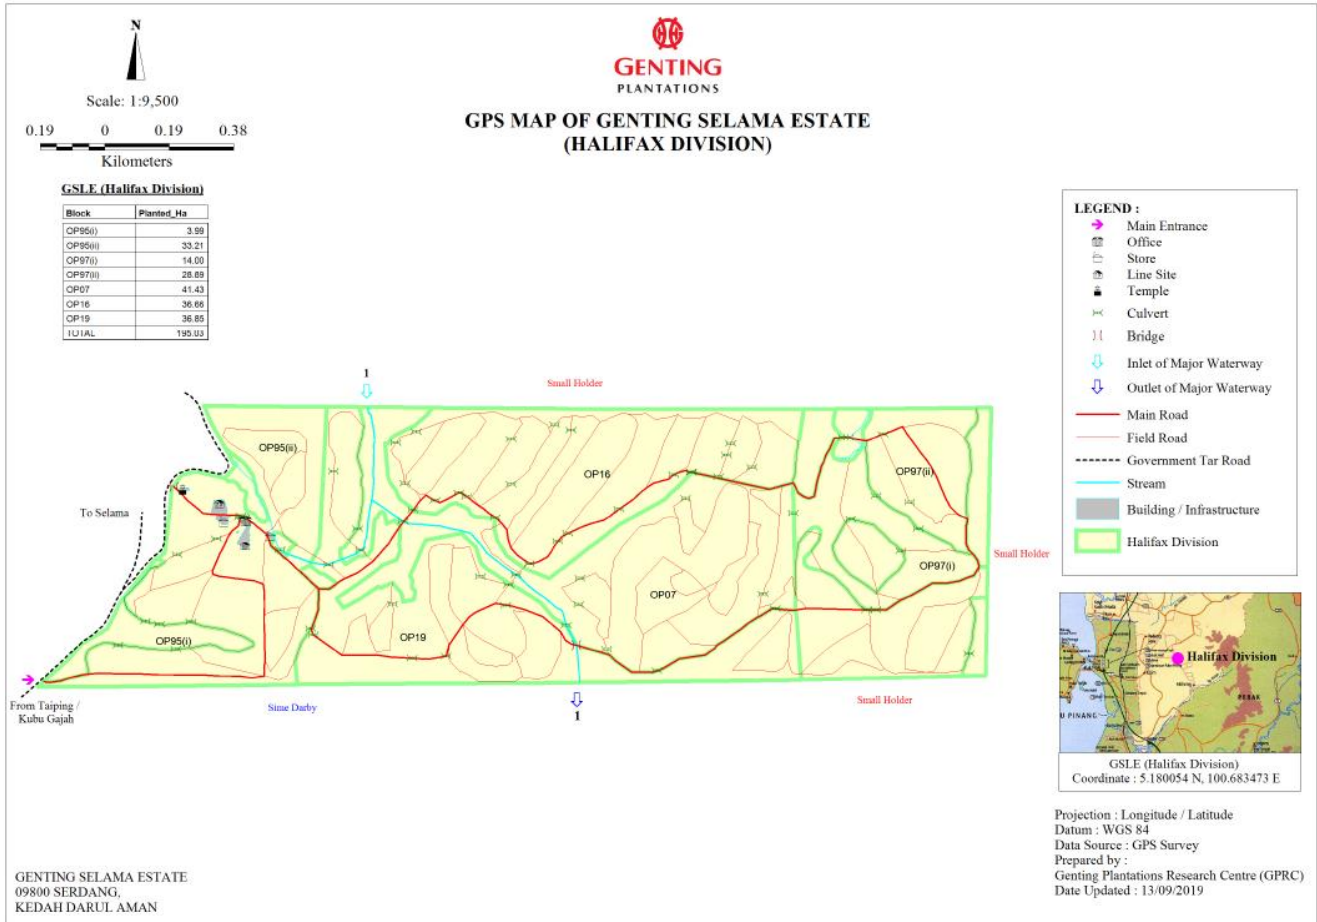 N
Scale: 1:9,500
0.19 0 0.19 0.38
Kilometers
GENTING
PLANTATIONS
GPS MAP OF GENTING SELAMA ESTATE
(HALIFAX DIVISION)
GSLE (Halifax Division)
Block Planted_Ha
OP95(i) 3.99
OP95(ii) 33.21
OP97(i) 14.00
OP97(ii) 28.89
OP07 41.43
OP16 36.66
OP19 36.85
TOTAL 195.03
LEGEND :
Main Entrance
Office
Store
Line Site
Temple
Culvert
Bridge
Inlet of Major Waterway
Outlet of Major Waterway
Main Road
Field Road
Government Tar Road
Stream
Building / Infrastructure
Halifax Division
1
Small Holder
OP95(ii)
OP16
OP97(ii)
To Selama
Small Holder
OP97(i)
OP07
OP19
OP95(i)
From Taiping /
Kubu Gajah
Sime Darby
1
Small Holder
Halifax Division
PERAK
U PINANG
GSLE (Halifax Division)
Coordinate : 5.180054 N, 100.683473 E
Projection : Longitude / Latitude
Datum : WGS 84
Data Source : GPS Survey
Prepared by :
Genting Plantations Research Centre (GPRC)
Date Updated : 13/09/2019
GENTING SELAMA ESTATE
09800 SERDANG,
KEDAH DARUL AMAN